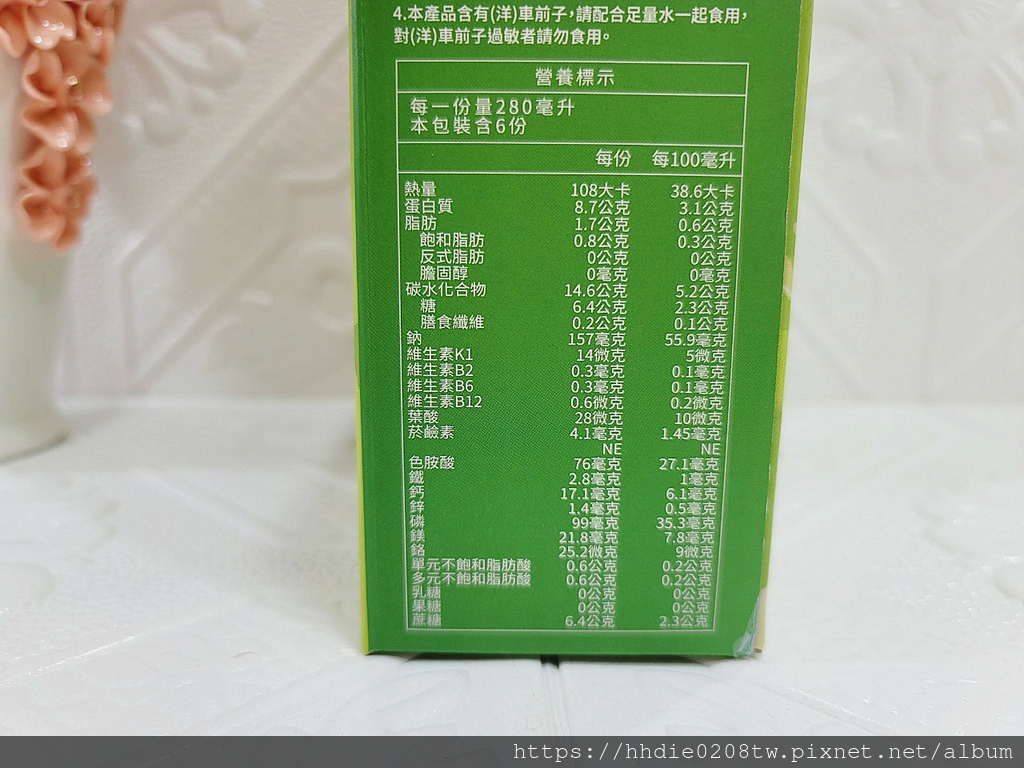 4.本產品含有(洋)車前子,請配合足量水一起食用,
對(洋)車前子過敏者請勿食用。
營養標示
每一份量280毫升
本包裝含6份
每份 每100毫升
熱量 108大卡 38.6大卡
蛋白質 8.7公克 3.1公克
脂肪 1.7公克 0.6公克
飽和脂肪 0.8公克 0.3公克
反式脂肪 0公克 0公克
膽固醇 0毫克 0毫克
碳水化合物 14.6公克 5.2公克
糖 6.4公克 2.3公克
膳食纖維 0.2公克 0.1公克
鈉 157毫克 55.9毫克
維生素K1 14微克 5微克
維生素B2 0.3毫克 0.1毫克
維生素B6 0.3毫克 0.1毫克
維生素B12 0.6微克 0.2微克
葉酸 28微克 10微克
菸鹼素 4.1毫克 1.45毫克
NE NE
色胺酸 76毫克 27.1毫克
鐵 2.8毫克 1毫克
鈣 17.1毫克 6.1毫克
鋅 1.4毫克 0.5毫克
磷 99毫克 35.3毫克
鎂 21.8毫克 7.8毫克
鉻 25.2微克 9微克
單元不飽和脂肪酸 0.6公克 0.2公克
多元不飽和脂肪酸 0.6公克 0.2公克
乳糖 0公克 0公克
果糖 0公克 0公克
蔗糖 6.4公克 2.3公克
https://hhdie0208tw.pixnet.net/album